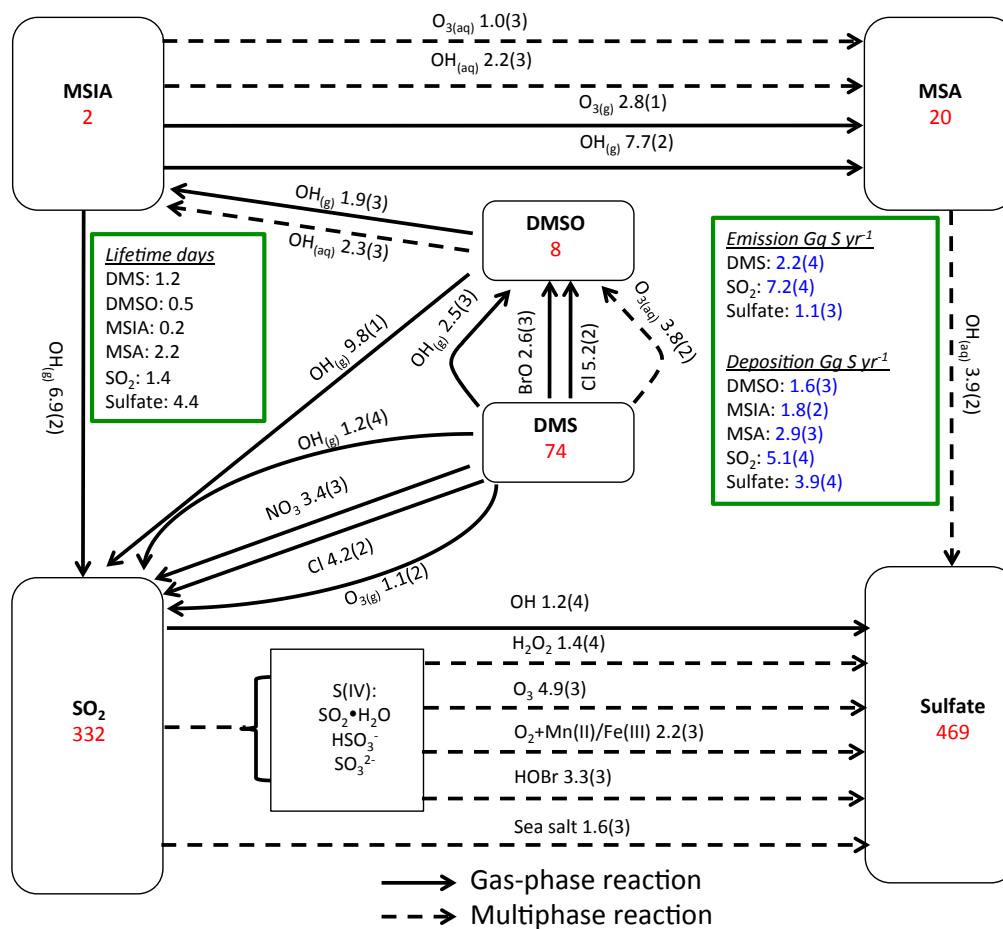 O3(aq) 1.0(3)
OH(aq) 2.2(3)
O3(g) 2.8(1)
OH(g) 7.7(2)
MSIA
2
MSA
20
OH(g) 1.9(3)
OH(aq) 2.3(3)
DMSO
8
Lifetime days
DMS: 1.2
DMSO: 0.5
MSIA: 0.2
MSA: 2.2
SO2: 1.4
Sulfate: 4.4
Emission Gg S yr-1
DMS: 2.2(4)
SO2: 7.2(4)
Sulfate: 1.1(3)
Deposition Gg S yr-1
DMSO: 1.6(3)
MSIA: 1.8(2)
MSA: 2.9(3)
SO2: 5.1(4)
Sulfate: 3.9(4)
OH(g) 6.9(2)
OH(g) 9.8(1)
OH(g) 2.5(3)
BrO 2.6(3)
Cl 5.2(2)
O3(aq) 3.8(2)
OH(aq) 3.9(2)
DMS
74
OH(g) 1.2(4)
NO3 3.4(3)
Cl 4.2(2)
O3(g) 1.1(2)
SO2
332
S(IV):
SO2•H2O
HSO3-
SO32-
OH 1.2(4)
H2O2 1.4(4)
O3 4.9(3)
O2+Mn(II)/Fe(III) 2.2(3)
HOBr 3.3(3)
Sea salt 1.6(3)
Sulfate
469
Gas-phase reaction
Multiphase reaction